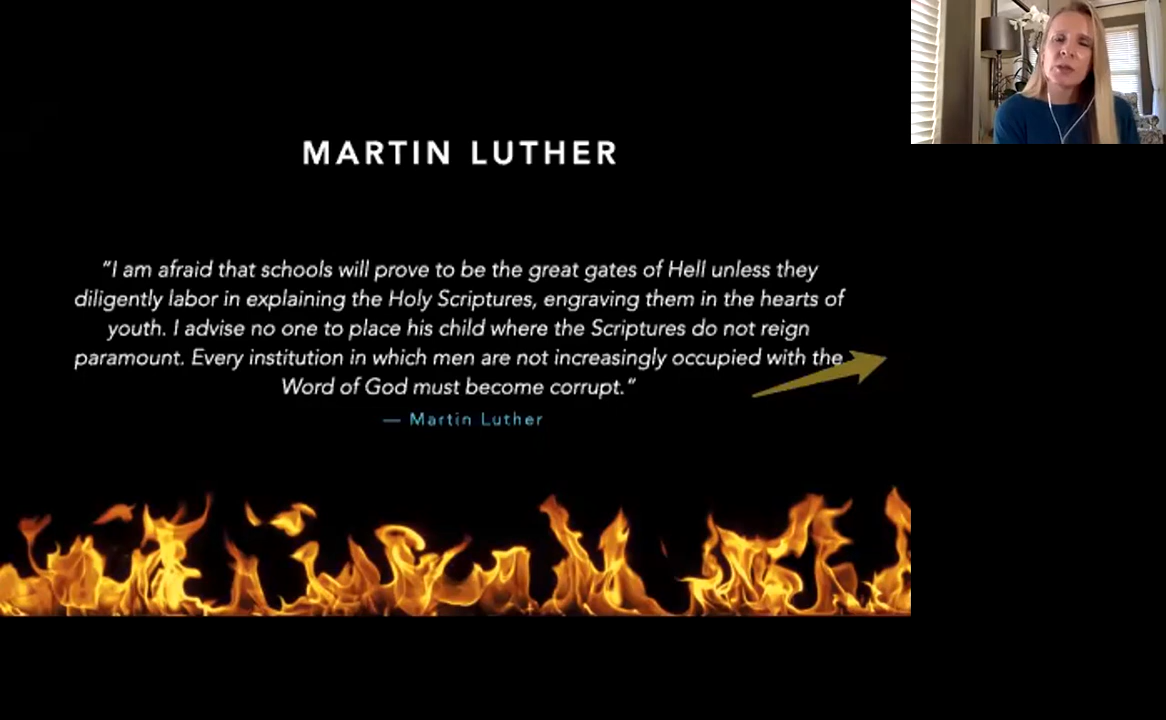 MARTIN LUTHER
“I am afraid that schools will prove to be the great gates of Hell unless they
diligently labor in explaining the Holy Scriptures, engraving them in the hearts of
youth. I advise no one to place his child where the Scriptures do not reign
paramount. Every institution in which men are not increasingly occupied with the
Word of God must become corrupt.”
— Martin Luther